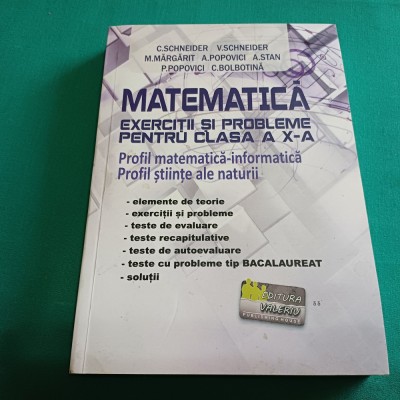 C.SCHNEIDER V.SCHNEIDER
M.MĂRGĂRIT A.POPOVICI A.STAN
P.POPOVICI C.BOLBOTINĂ
MATEMATICĂ
EXERCIȚII ȘI PROBLEME
PENTRU CLASA A X-A
Profil matematică-informatică
Profil științe ale naturii
- elemente de teorie
- exerciții și probleme
- teste de evaluare
- teste recapitulative
- teste de autoevaluare
- teste cu probleme tip BACALAUREAT
- soluții
EDITURA
VALERIU
PUBLISHING HOUSE